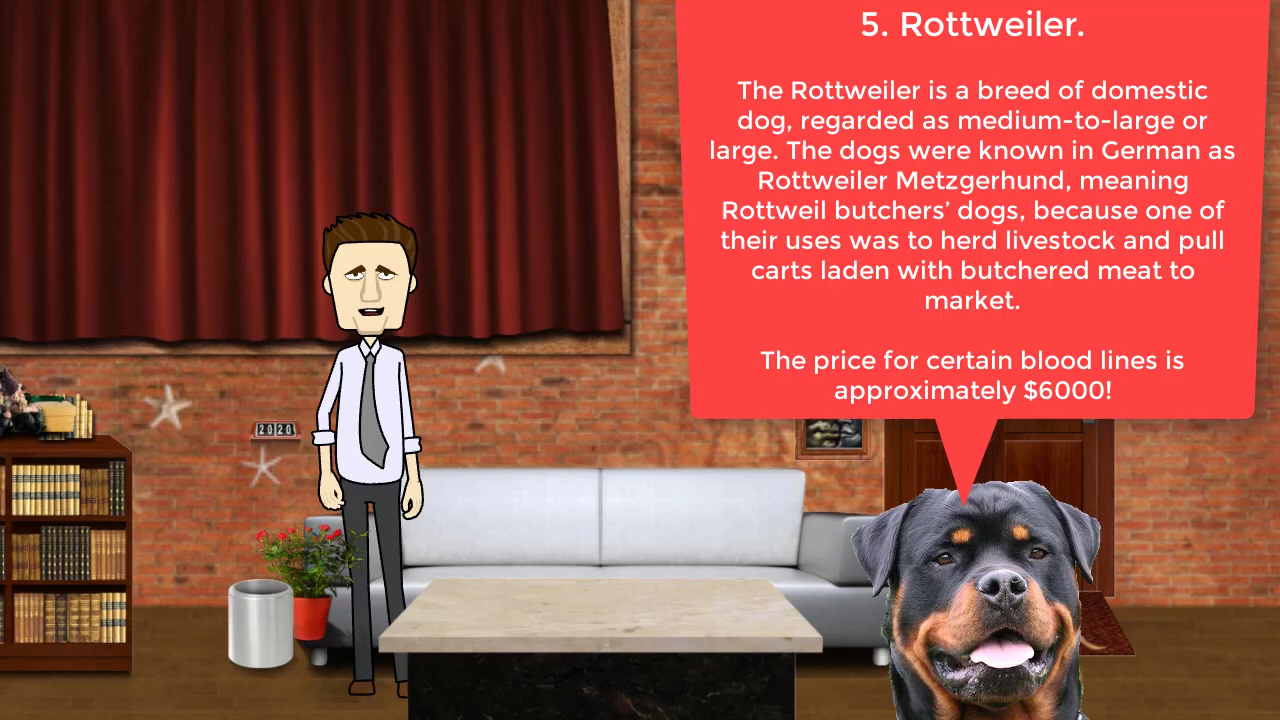 5. Rottweiler.
The Rottweiler is a breed of domestic
dog, regarded as medium-to-large or
large. The dogs were known in German as
Rottweiler Metzgerhund, meaning
Rottweil butchers’ dogs, because one of
their uses was to herd livestock and pull
carts laden with butchered meat to
market.
The price for certain blood lines is
approximately $6000!
2020